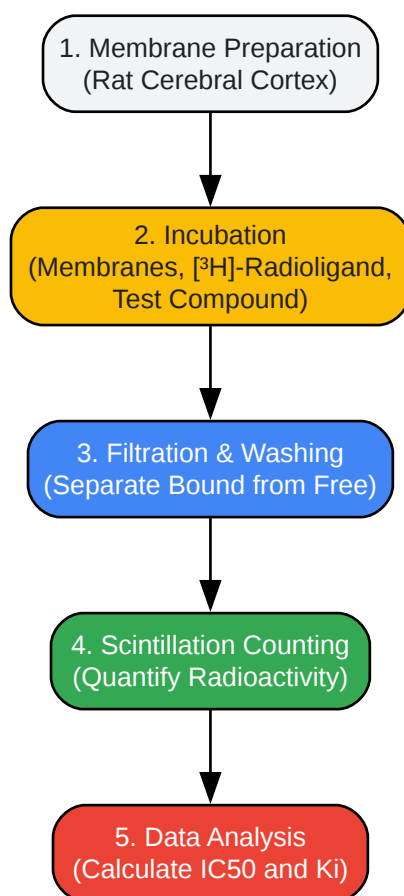 1. Membrane Preparation
(Rat Cerebral Cortex)
2. Incubation
(Membranes, [³H]-Radioligand,
Test Compound)
3. Filtration & Washing
(Separate Bound from Free)
4. Scintillation Counting
(Quantify Radioactivity)
5. Data Analysis
(Calculate IC50 and Ki)